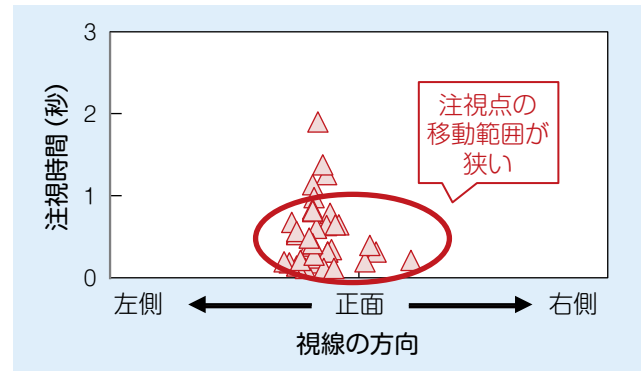 3
注視点の
移動範囲が
狭い
2
注視時間(秒)
1
0
左側 正面 右側
視線の方向